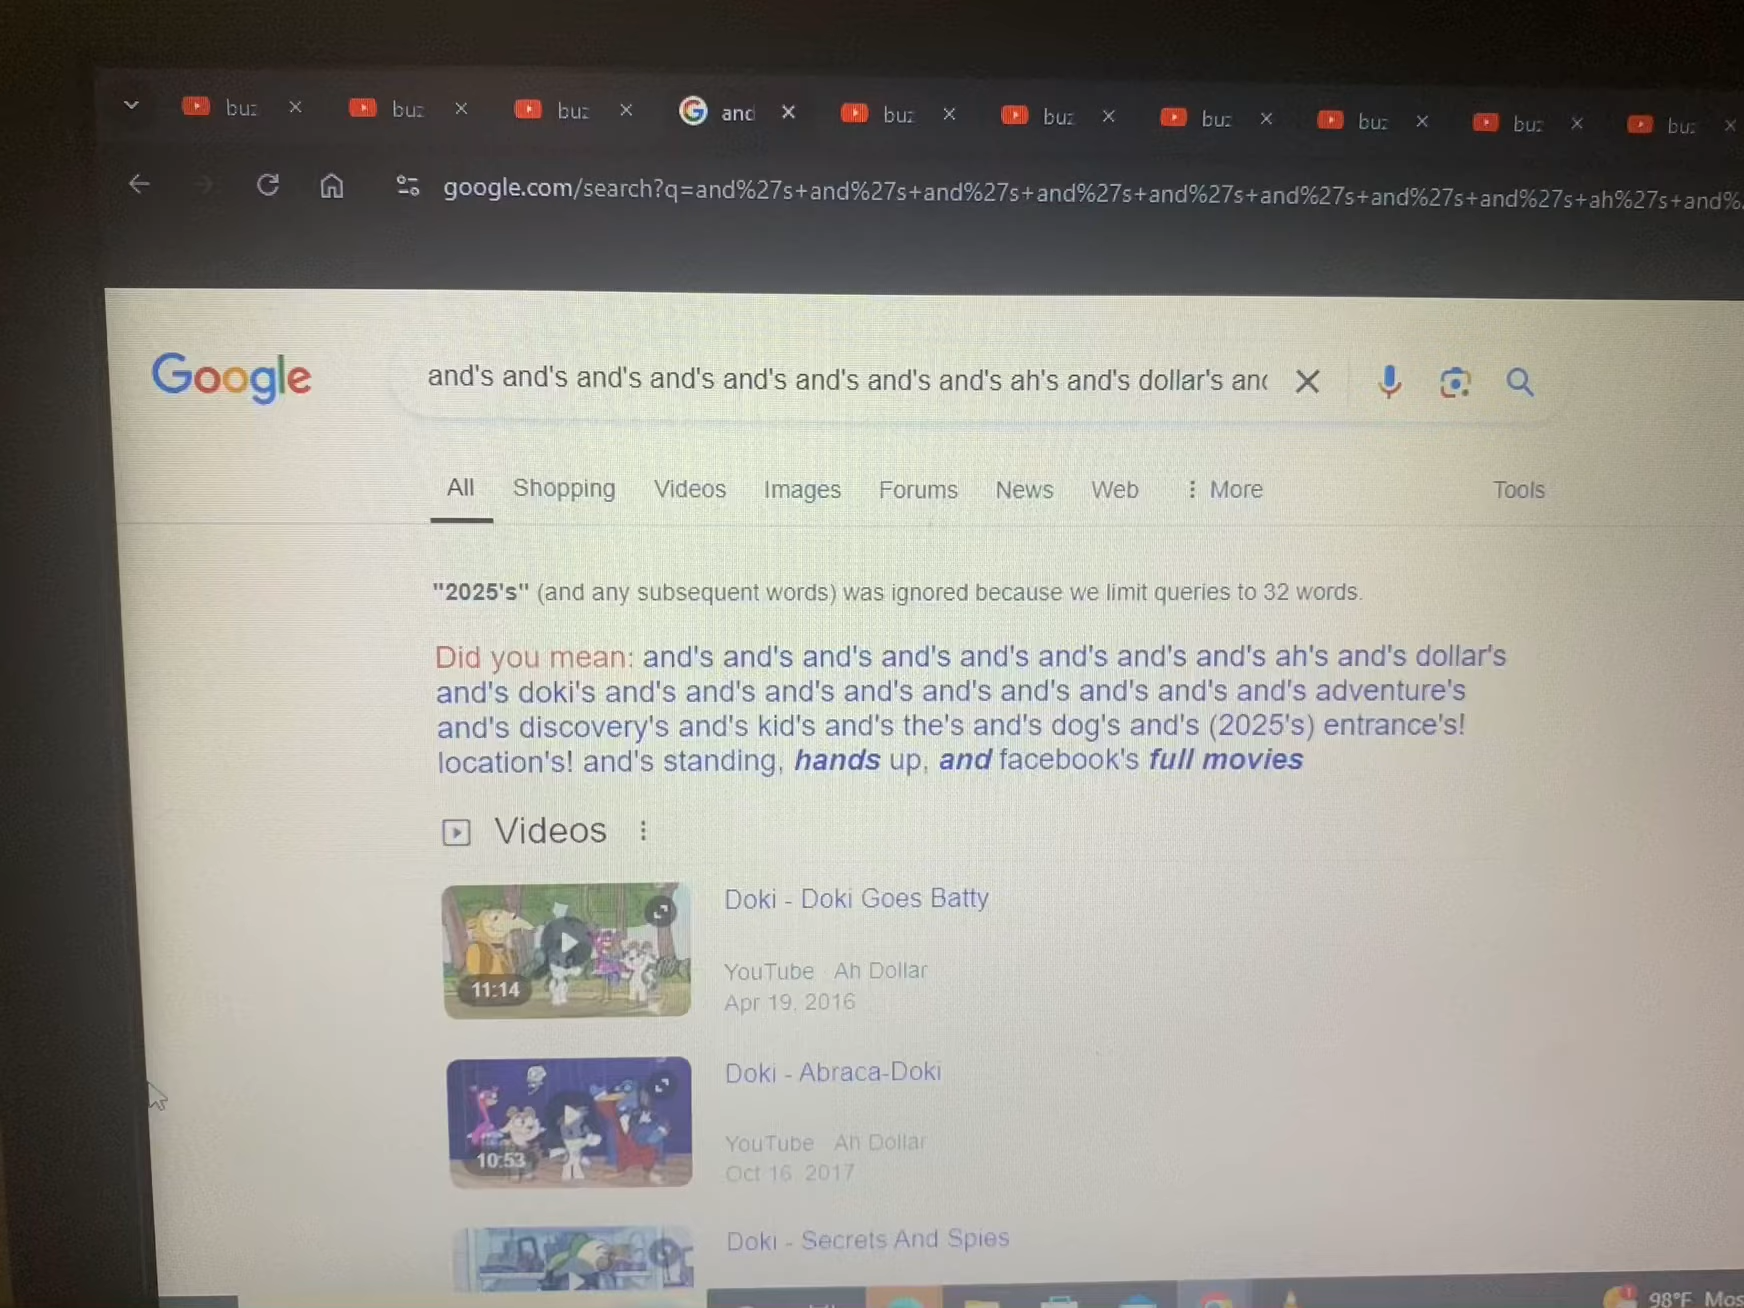 buz
buz
buz
and
buz
buz
buz
buz
buz
buz
google.com/search?q=and%27s+and%27s+and%27s+and%27s+and%27s+and%27s+and%27s+and%27s+ah%27s+and%
Google
and's and's and's and's and's and's and's and's ah's and's dollar's and
All Shopping Videos Images Forums News Web More Tools
"2025's" (and any subsequent words) was ignored because we limit queries to 32 words.
Did you mean: and's and's and's and's and's and's and's and's ah's and's dollar's
and's doki's and's and's and's and's and's and's and's and's and's adventure's
and's discovery's and's kid's and's the's and's dog's and's (2025's) entrance's!
location's! and's standing, hands up, and facebook's full movies
Videos
Doki - Doki Goes Batty
11:14
YouTube Ah Dollar
Apr 19, 2016
Doki - Abraca-Doki
10:53
YouTube Ah Dollar
Oct 16, 2017
Doki - Secrets And Spies
98°F Mos